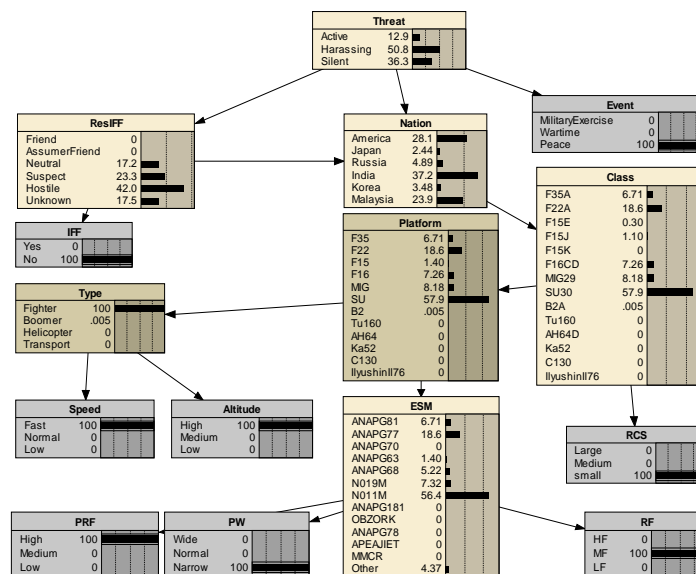 Threat
Active 12.9
Harassing 50.8
Silent 36.3
ResIFF
Friend 0
AssumerFriend 0
Neutral 17.2
Suspect 23.3
Hostile 42.0
Unknown 17.5
Nation
America 28.1
Japan 2.44
Russia 4.89
India 37.2
Korea 3.48
Malaysia 23.9
Event
MilitaryExercise 0
Wartime 0
Peace 100
Class
F35A 6.71
F22A 18.6
F15E 0.30
F15J 1.10
F15K 0
F16CD 7.26
MIG29 8.18
SU30 57.9
B2A .005
Tu160 0
AH64D 0
Ka52 0
C130 0
IlyushinIl76 0
IFF
Yes 0
No 100
Platform
F35 6.71
F22 18.6
F15 1.40
F16 7.26
MIG 8.18
SU 57.9
B2 .005
Tu160 0
AH64 0
Ka52 0
C130 0
IlyushinIl76 0
Type
Fighter 100
Boomer .005
Helicopter 0
Transport 0
Speed
Fast 100
Normal 0
Low 0
Altitude
High 100
Medium 0
Low 0
ESM
ANAPG81 6.71
ANAPG77 18.6
ANAPG70 0
ANAPG63 1.40
ANAPG68 5.22
N019M 7.32
N011M 56.4
ANAPG181 0
OBZORK 0
ANAPG78 0
APEAJIET 0
MMCR 0
Other 4.37
RCS
Large 0
Medium 0
small 100
PRF
High 100
Medium 0
Low 0
PW
Wide 0
Normal 0
Narrow 100
RF
HF 0
MF 100
LF 0